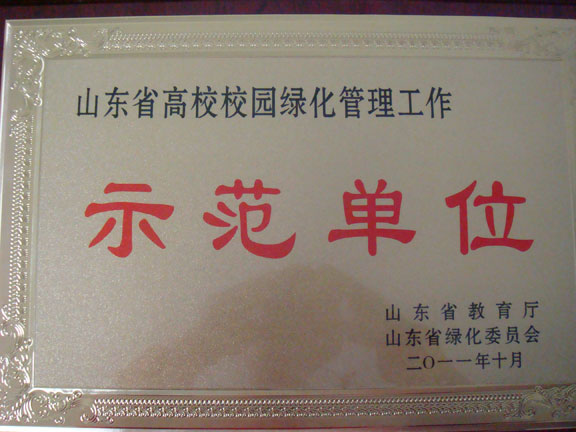 山东省高校校园绿化管理工作
示范单位
山东省教育厅
山东省绿化委员会
二〇一一年十月